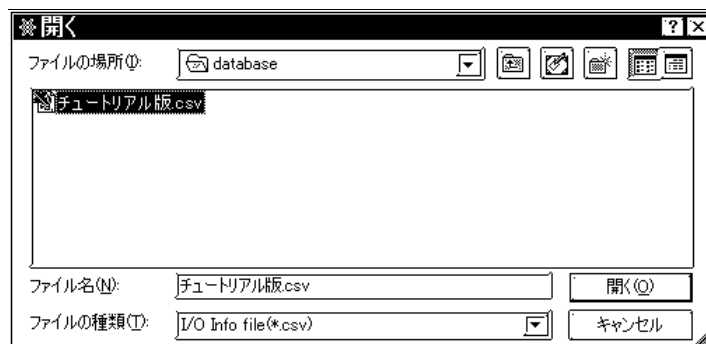 開く
ファイルの場所(I):
database
チュートリアル版.csv
ファイル名(N):
チュートリアル版.csv
開く(O)
ファイルの種類(T):
I/O Info file(*.csv)
キャンセル